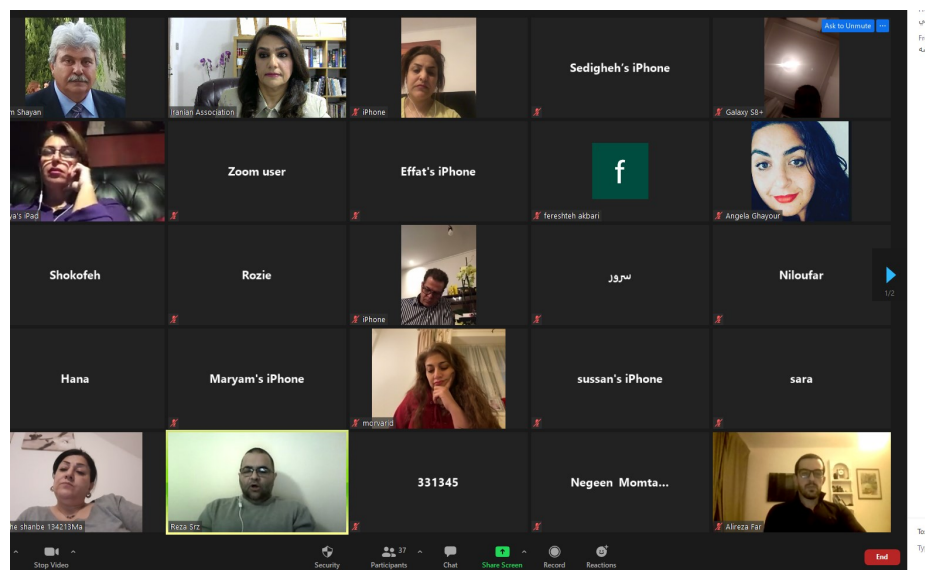 m Shayan
Iranian Association
iPhone
Sedigheh's iPhone
Ask to Unmute ...
Galaxy S8+
ya's iPad
Zoom user
Effat's iPhone
f
fereshteh akbari
Angela Ghayour
Shokofeh
Rozie
iPhone
سرور
Niloufar
1/2
Hana
Maryam's iPhone
morvarid
sussan's iPhone
sara
he shanbe 134213Ma
Reza Srz
331345
Negeen Momta...
Alireza Far
Stop Video
Security
37
Participants
Chat
Share Screen
Record
Reactions
End